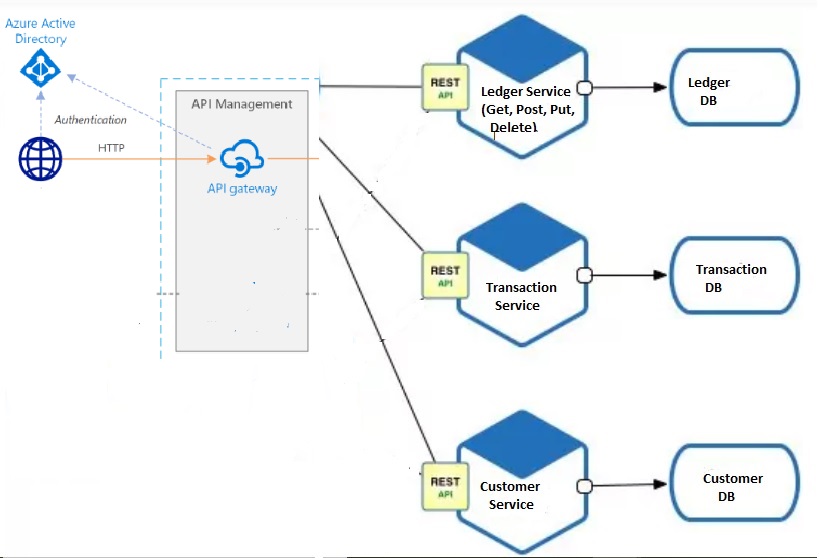 Azure Active
Directory
Authentication
HTTP
API Management
API gateway
REST
API
Ledger Service
(Get, Post, Put,
Delete)
Ledger
DB
REST
API
Transaction
Service
Transaction
DB
REST
API
Customer
Service
Customer
DB